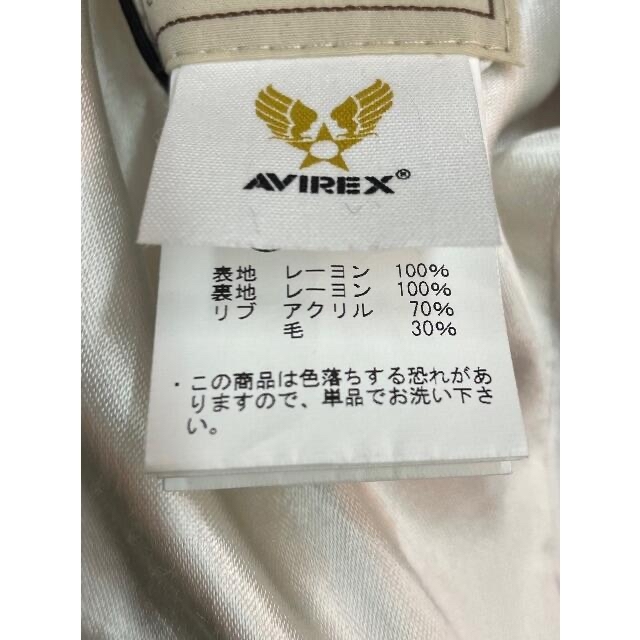 AVIREX®
表地 レーヨン 100%
裏地 レーヨン 100%
リブ アクリル 70%
毛 30%
・この商品は色落ちする恐れがあ
りますので、単品でお洗い下さ
い。